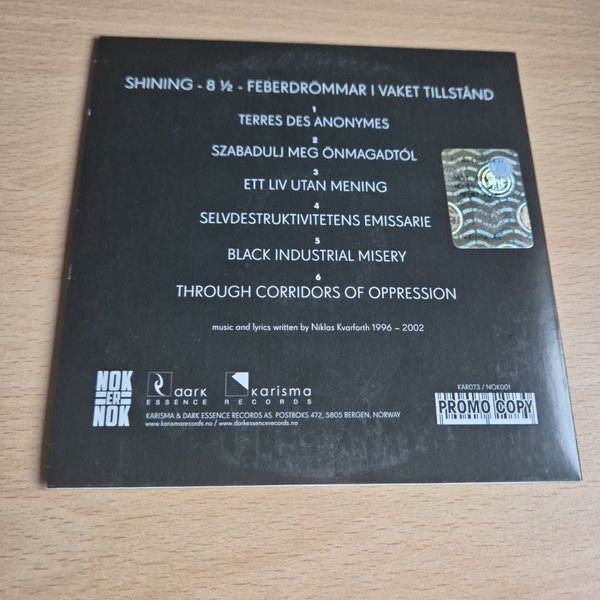 SHINING - 8 ½ - FEBERDRÖMMAR I VAKET TILLSTÅND
1
TERRES DES ANONYMES
2
SZABADULJ MEG ÖNMAGADTÓL
3
ETT LIV UTAN MENING
4
SELVDESTRUKTIVITETENS EMISSARIE
5
BLACK INDUSTRIAL MISERY
6
THROUGH CORRIDORS OF OPPRESSION
music and lyrics written by Niklas Kvarforth 1996 – 2002
NOK
ER
NOK
dark
ESSENCE
karisma
RECORDS
KAR073 / NOK001
PROMO COPY
KARISMA & DARK ESSENCE RECORDS AS. POSTBOKS 472, 5805 BERGEN, NORWAY
www.karismarecords.no / www.darkessencerecords.no